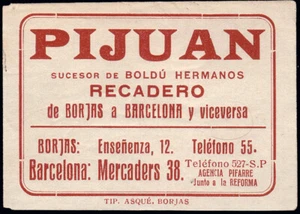 PIJUAN
SUCESOR DE BOLDÚ HERMANOS
RECADERO
de BORJAS a BARCELONA y viceversa
BORJAS: Enseñenza, 12. Teléfono 55.
Barcelona: Mercaders 38. Teléfono 527-S.P
AGENCIA PIFARRE
Junto a la REFORMA
TIP. ASQUÉ. BORJAS